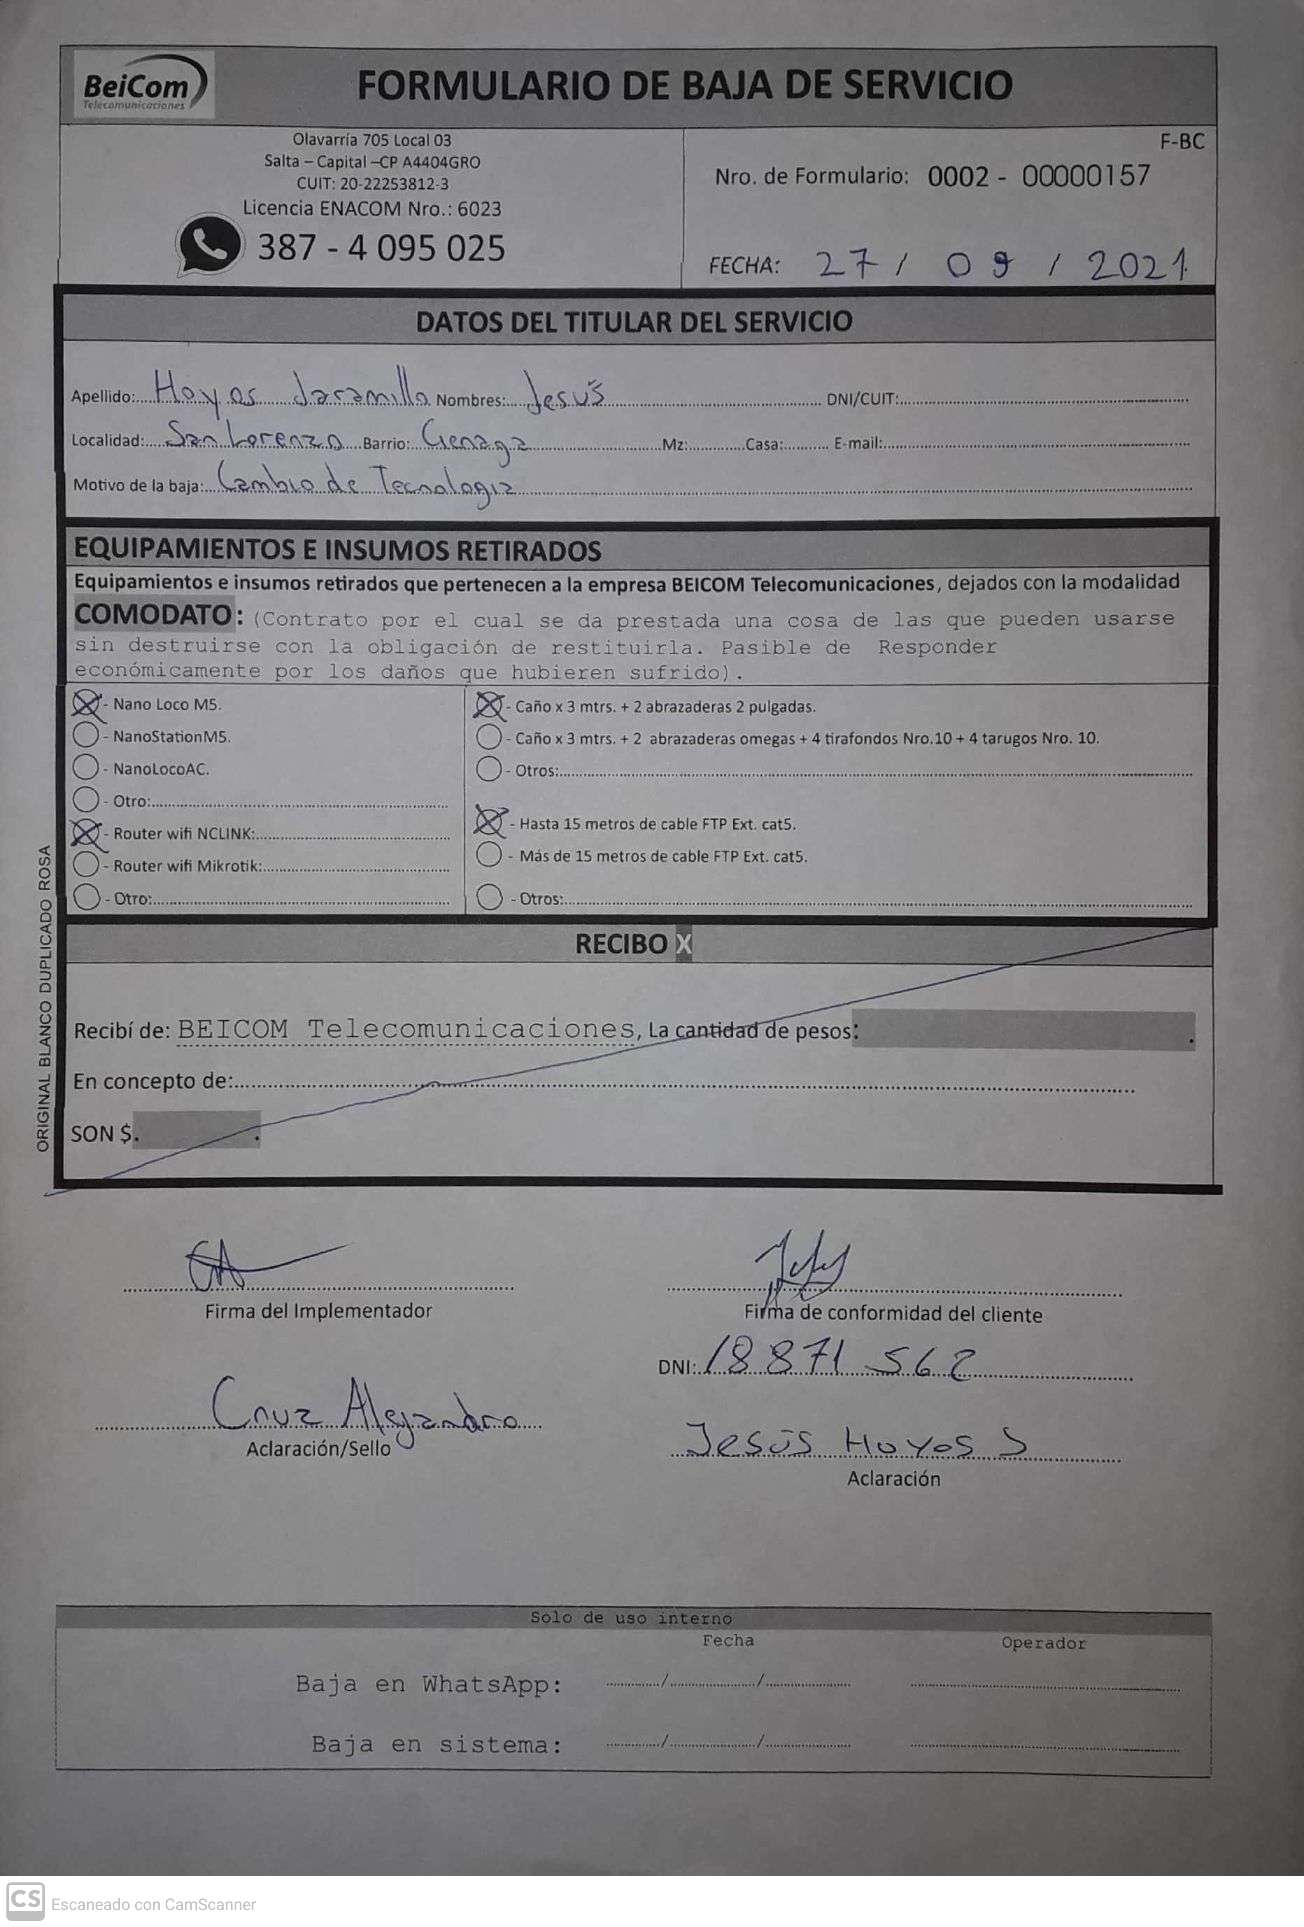 BeiCom
Telecomunicaciones
FORMULARIO DE BAJA DE SERVICIO
Olavarría 705 Local 03
Salta – Capital –CP A4404GRO
CUIT: 20-22253812-3
Licencia ENACOM Nro.: 6023
387 - 4 095 025
F-BC
Nro. de Formulario: 0002 - 00000157
FECHA: 27 / 09 / 2021
DATOS DEL TITULAR DEL SERVICIO
Apellido: Hoyos Jaramillo Nombres: Jesús DNI/CUIT:
Localidad: San Lorenzo Barrio: Cienaga Mz: Casa: E-mail:
Motivo de la baja: Cambio de Tecnologia
EQUIPAMIENTOS E INSUMOS RETIRADOS
Equipamientos e insumos retirados que pertenecen a la empresa BEICOM Telecomunicaciones, dejados con la modalidad
COMODATO: (Contrato por el cual se da prestada una cosa de las que pueden usarse
sin destruirse con la obligación de restituirla. Pasible de Responder
económicamente por los daños que hubieren sufrido).
- Nano Loco M5.
- NanoStationM5.
- NanoLocoAC.
- Otro:
- Router wifi NCLINK:
- Router wifi Mikrotik:
- Otro:
- Caño x 3 mtrs. + 2 abrazaderas 2 pulgadas.
- Caño x 3 mtrs. + 2 abrazaderas omegas + 4 tirafondos Nro.10 + 4 tarugos Nro. 10.
- Otros:
- Hasta 15 metros de cable FTP Ext. cat5.
- Más de 15 metros de cable FTP Ext. cat5.
- Otros:
ORIGINAL BLANCO DUPLICADO ROSA
RECIBO X
Recibí de: BEICOM Telecomunicaciones, La cantidad de pesos:
En concepto de:
SON $.
Firma del Implementador
Firma de conformidad del cliente
DNI: 18871562
Cruz Alejandro
Aclaración/Sello
Jesús Hoyos J
Aclaración
Solo de uso interno
Fecha Operador
Baja en WhatsApp: / /
Baja en sistema: / /
CS Escaneado con CamScanner